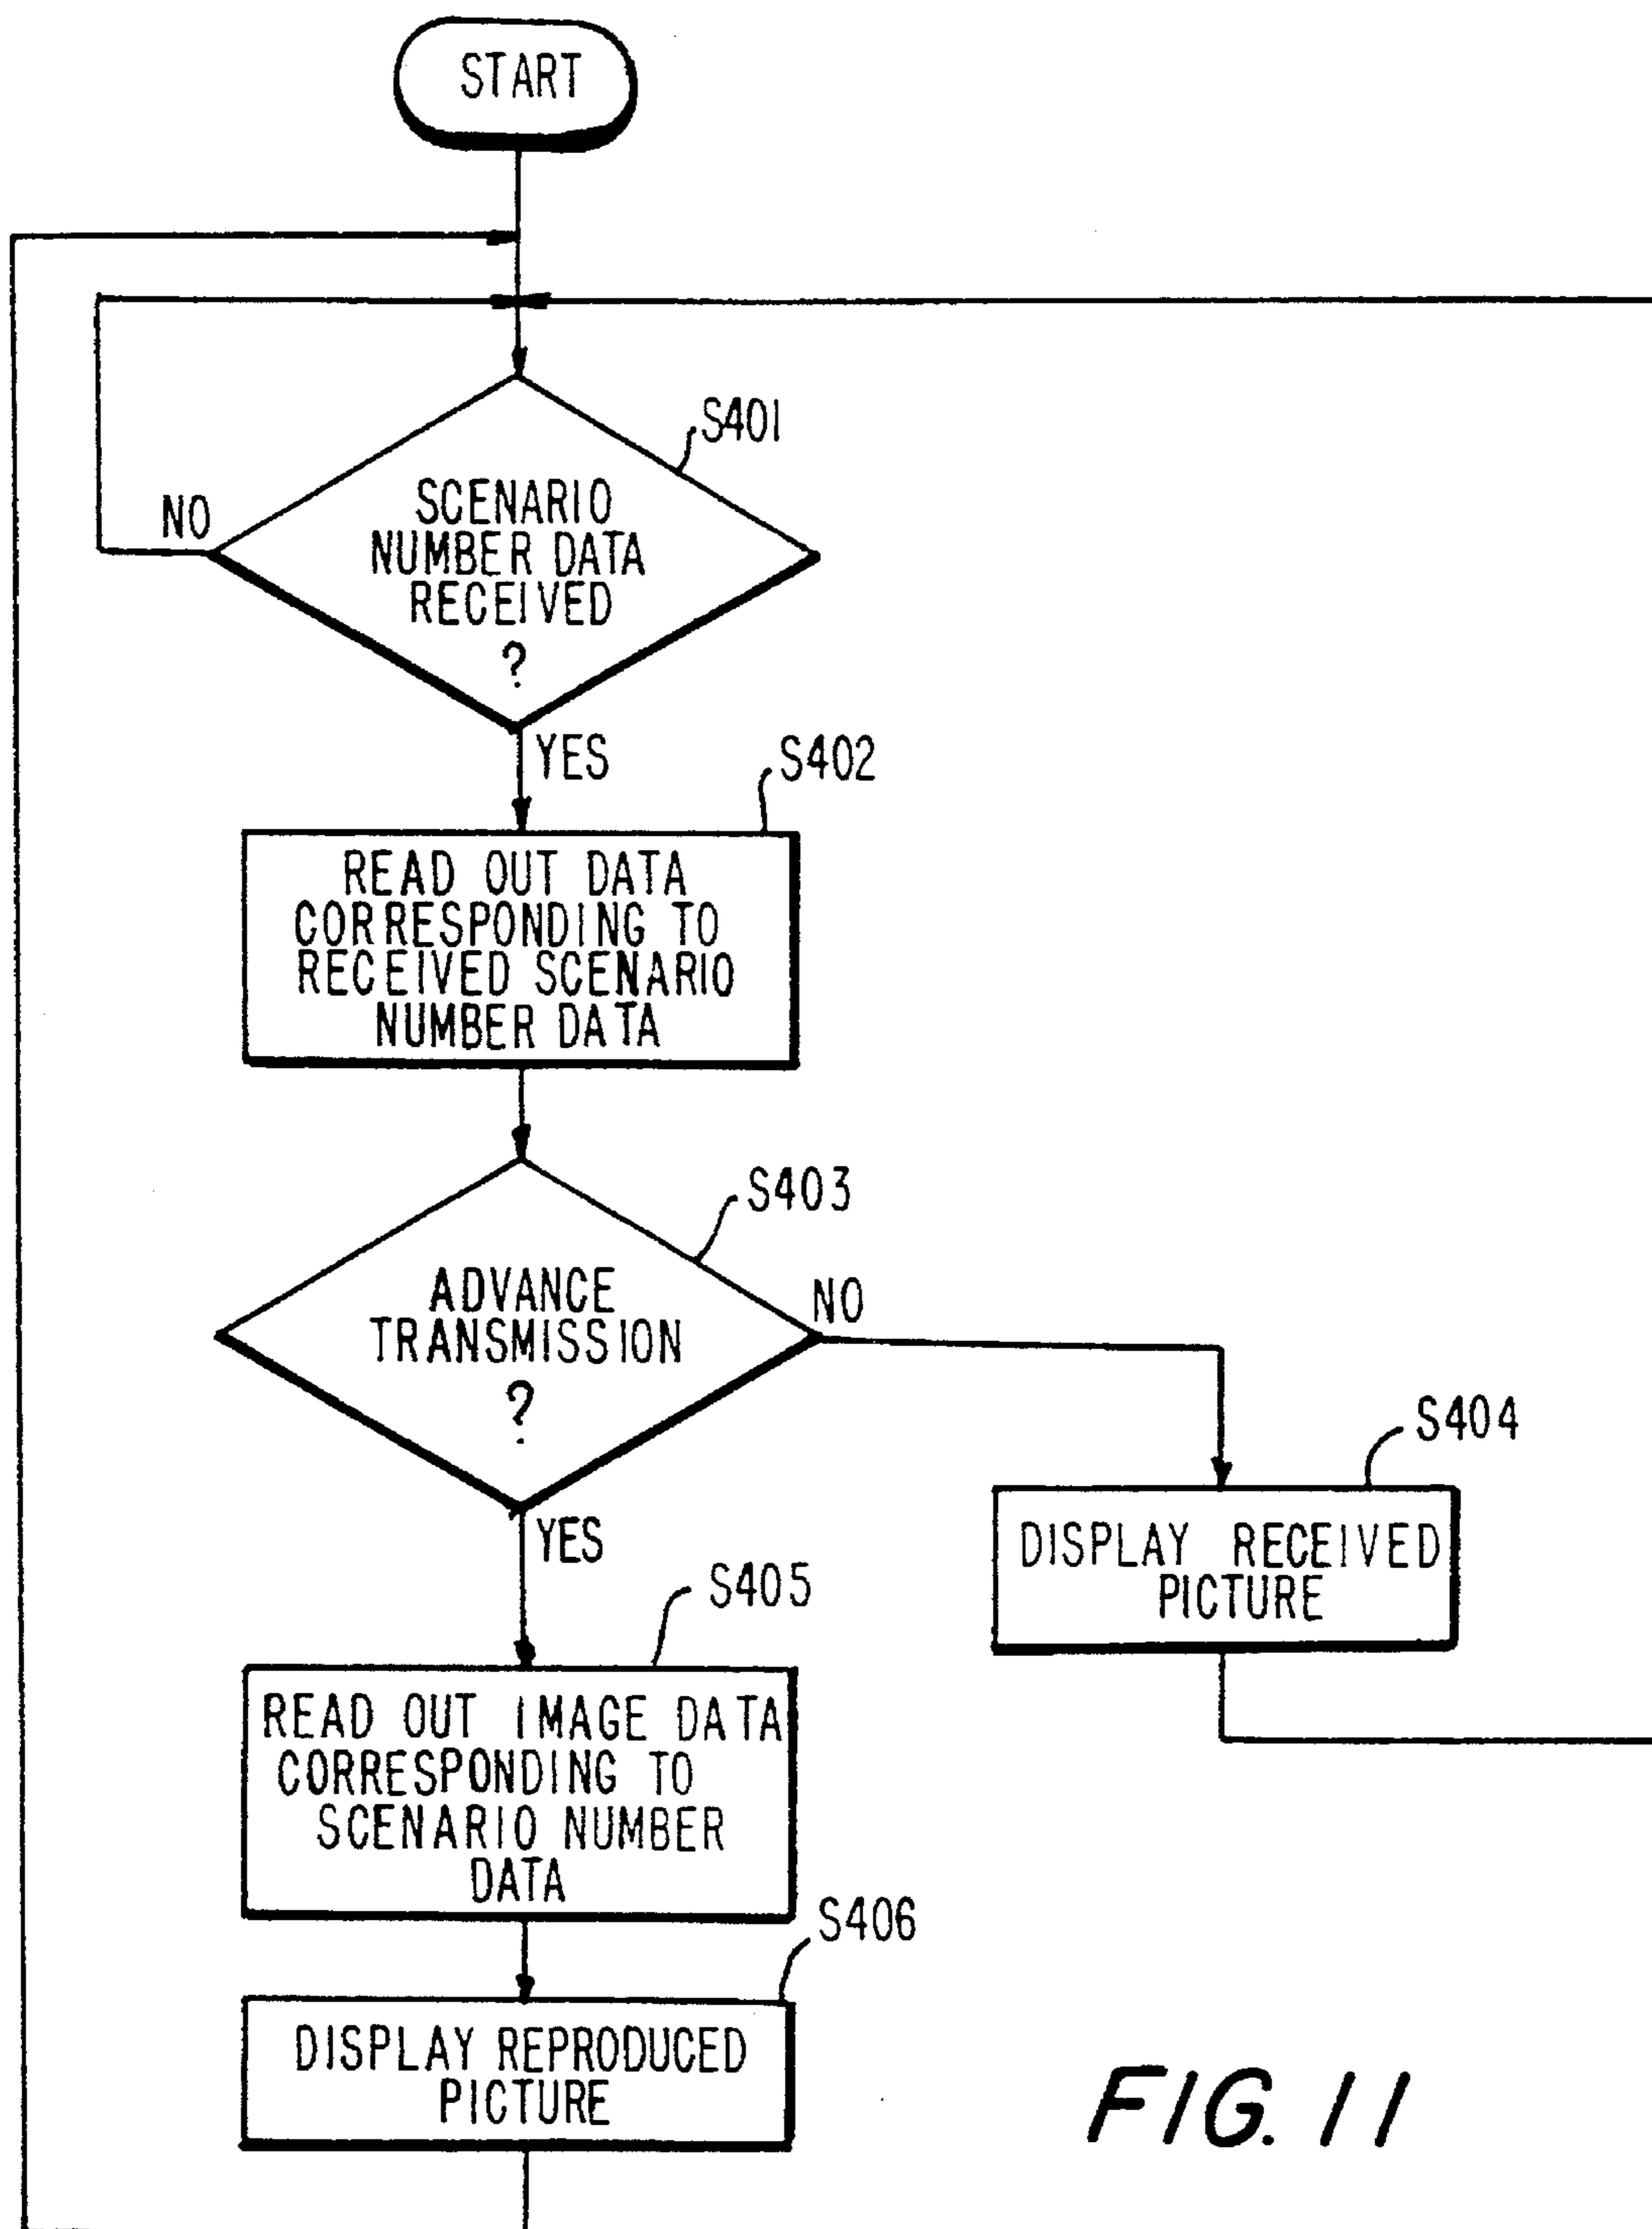 START
S401
NO
SCENARIO
NUMBER DATA
RECEIVED
?
YES
S402
READ OUT DATA
CORRESPONDING TO
RECEIVED SCENARIO
NUMBER DATA
S403
ADVANCE
TRANSMISSION
?
NO
YES
S404
DISPLAY RECEIVED
PICTURE
S405
READ OUT IMAGE DATA
CORRESPONDING TO
SCENARIO NUMBER
DATA
S406
DISPLAY REPRODUCED
PICTURE
FIG. 11